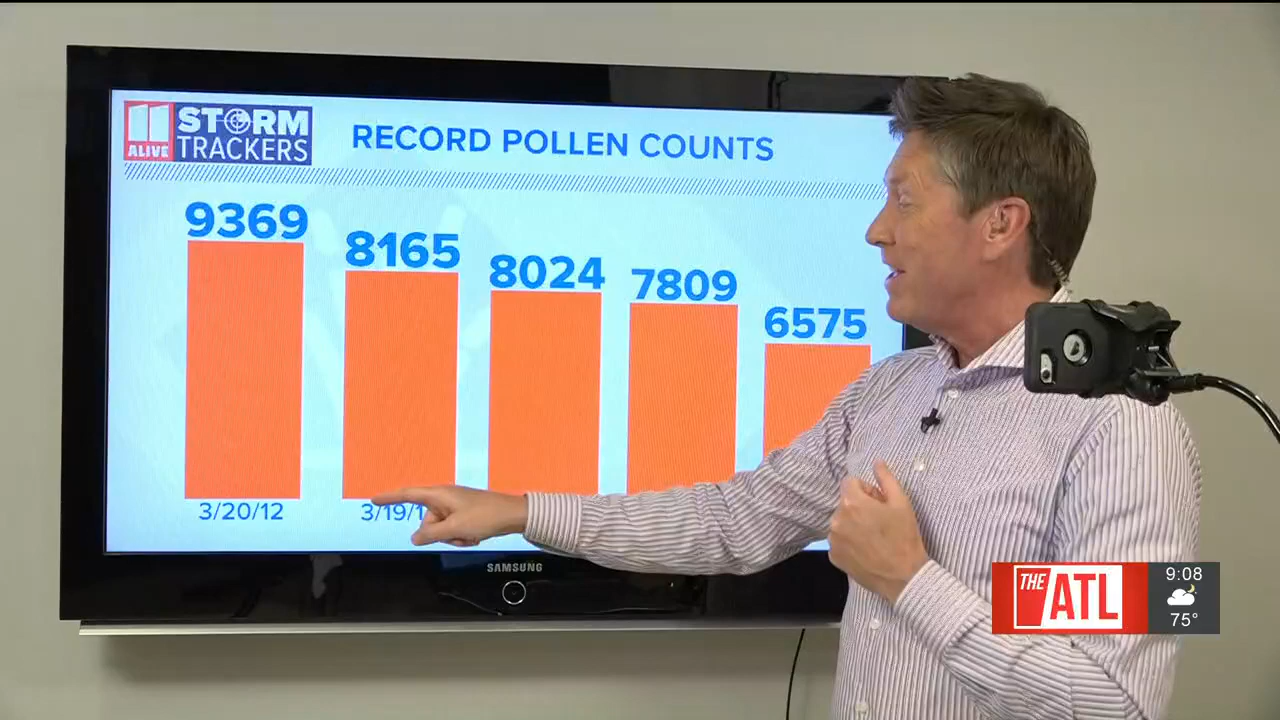 11
ALIVE
STORM
TRACKERS
RECORD POLLEN COUNTS
9369
8165
8024
7809
6575
3/20/12
SAMSUNG
THE
ATL
9:08
75°